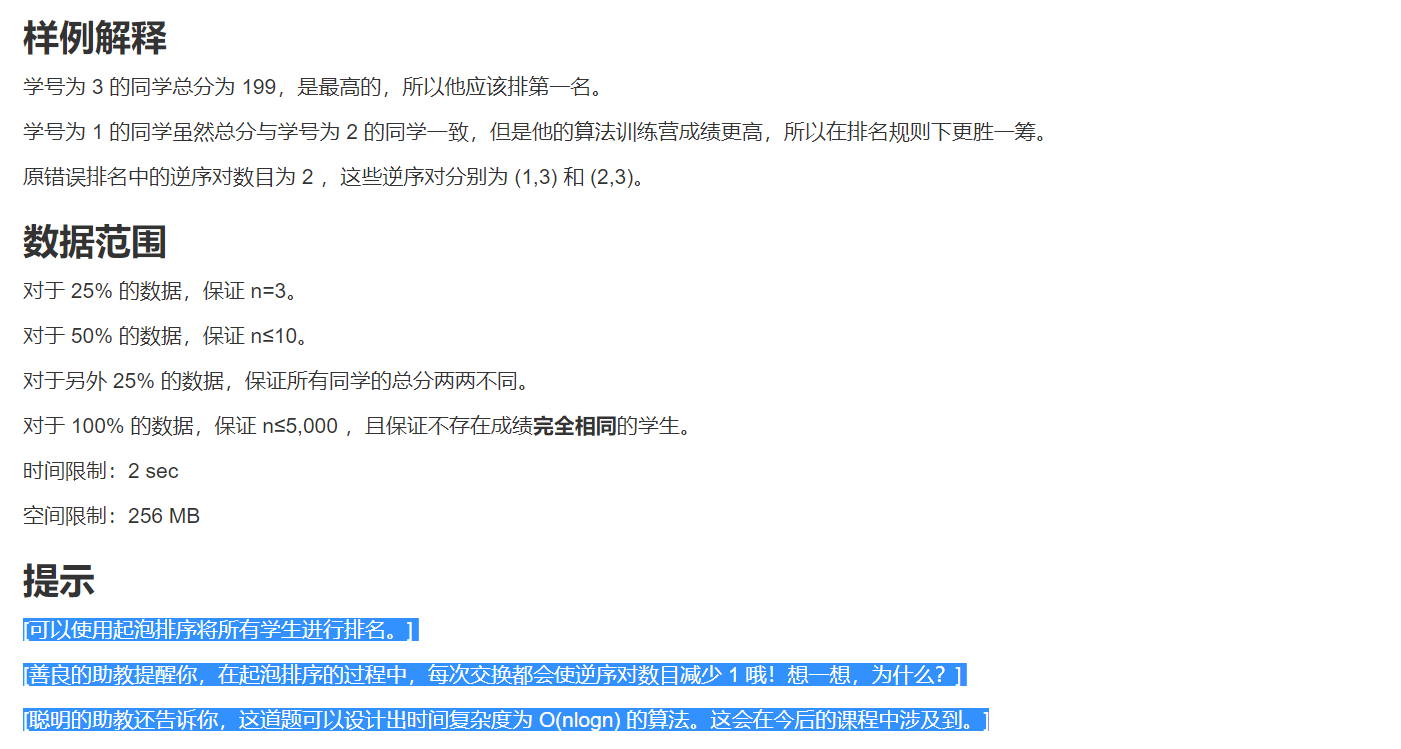 样例解释
学号为 3 的同学总分为 199，是最高的，所以他应该排第一名。
学号为 1 的同学虽然总分与学号为 2 的同学一致，但是他的算法训练营成绩更高，所以在排名规则下更胜一筹。
原错误排名中的逆序对数目为 2 ，这些逆序对分别为 (1,3) 和 (2,3)。
数据范围
对于 25% 的数据，保证 n=3。
对于 50% 的数据，保证 n≤10。
对于另外 25% 的数据，保证所有同学的总分两两不同。
对于 100% 的数据，保证 n≤5,000 ，且保证不存在成绩完全相同的学生。
时间限制：2 sec
空间限制：256 MB
提示
[可以使用起泡排序将所有学生进行排名。]
[善良的助教提醒你，在起泡排序的过程中，每次交换都会使逆序对数目减少 1 哦！想一想，为什么？]
[聪明的助教还告诉你，这道题可以设计出时间复杂度为 O(nlogn) 的算法。这会在今后的课程中涉及到。]